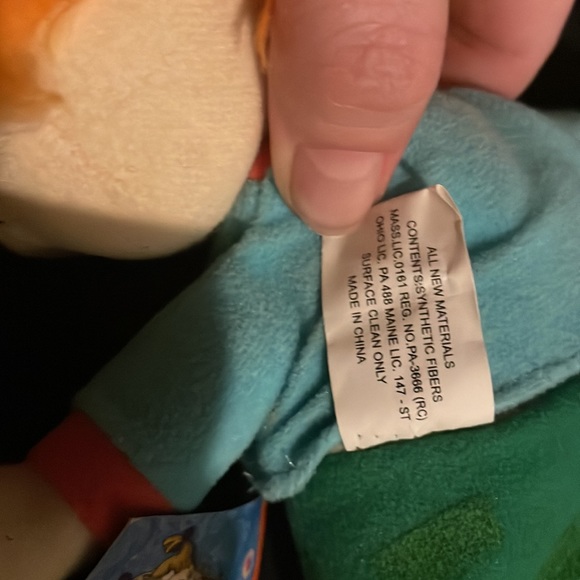 ALL NEW MATERIALS
CONTENTS:SYNTHETIC FIBERS
MASS.LIC.0161 REG. NO.PA-3666 (RC)
OHIO LIC. PA 488 MAINE LIC. 147 - ST
SURFACE CLEAN ONLY
MADE IN CHINA